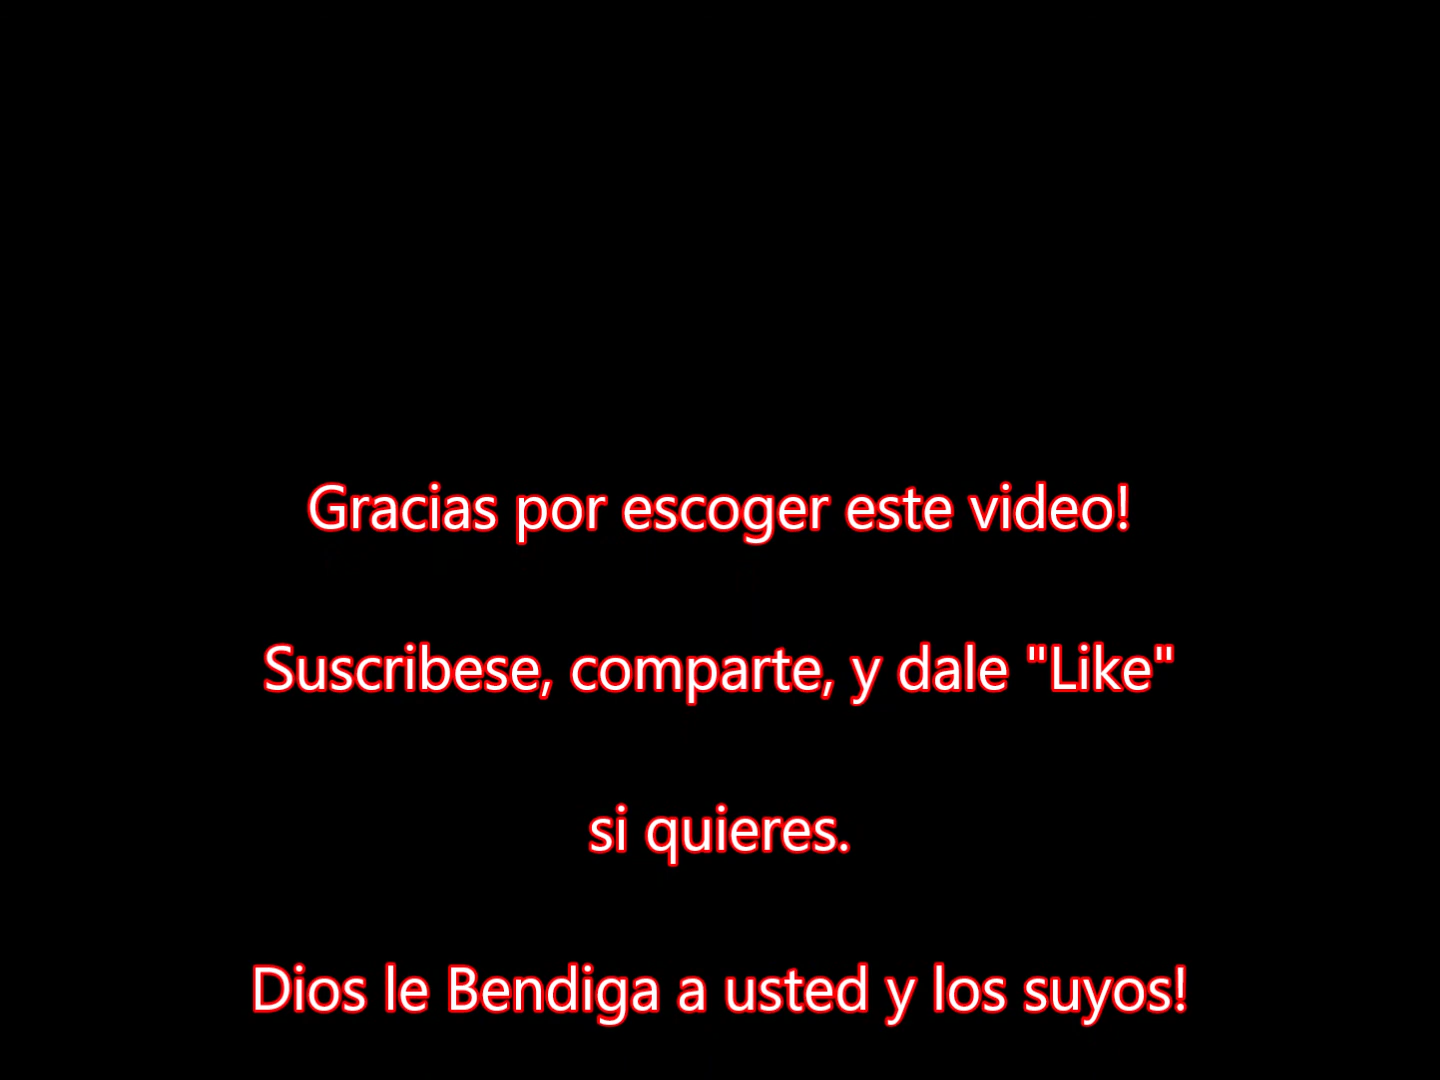 Gracias por escoger este video!
Suscribese, comparte, y dale "Like"
si quieres.
Dios le Bendiga a usted y los suyos!